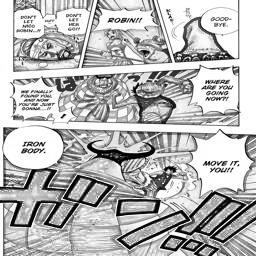 GOOD-
BYE.
ROBIN!!
DON'T
LET
HER
GO!!
DON'T
LET NICO
ROBIN...!!
WHERE
ARE YOU
GOING
NOW?!
WE FINALLY
FOUND YOU,
AND NOW
YOU'RE JUST
GONNA....!!
MOVE IT,
YOU!!
IRON
BODY.